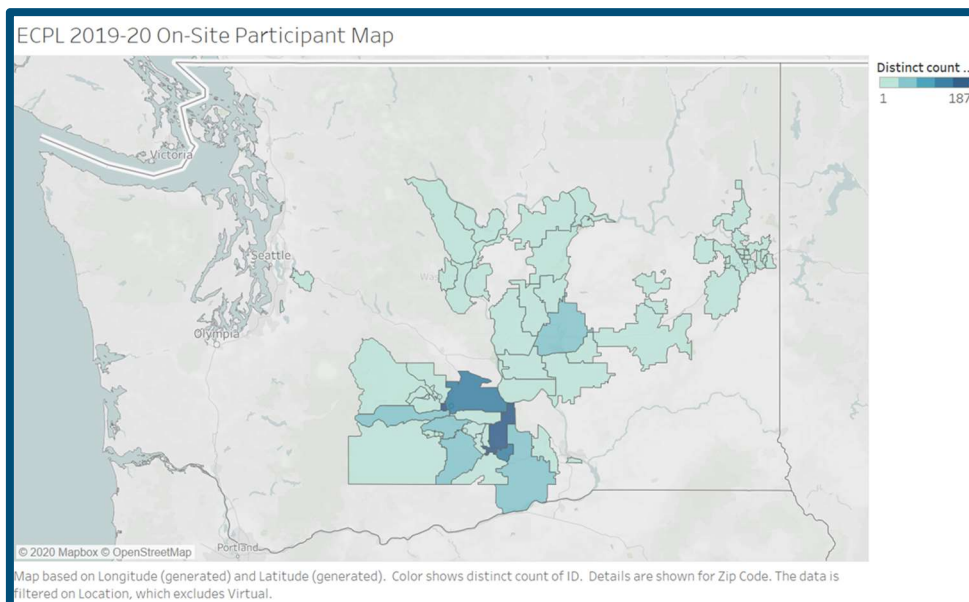 ECPL 2019-20 On-Site Participant Map
Distinct count ..
1 187
Victoria
Seattle
Olympia
Portland
© 2020 Mapbox © OpenStreetMap
Map based on Longitude (generated) and Latitude (generated). Color shows distinct count of ID. Details are shown for Zip Code. The data is
filtered on Location, which excludes Virtual.